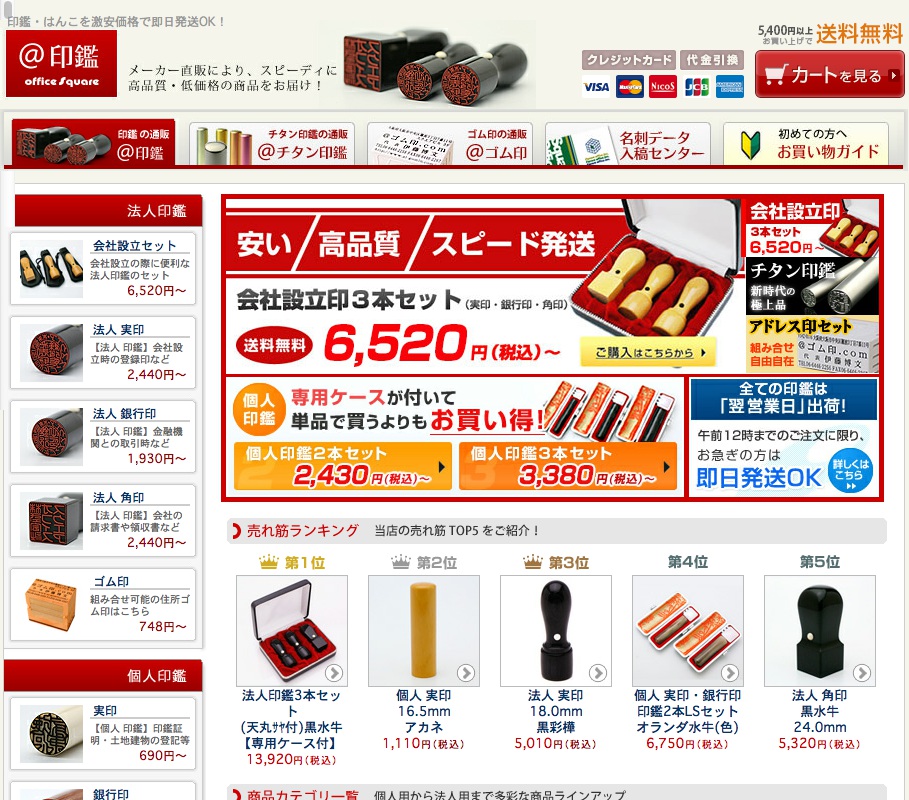 印鑑・はんこを激安価格で即日発送OK！
@印鑑
office Square
メーカー直販により、スピーディに
高品質・低価格の商品をお届け！
5,400円以上
お買い上げで
送料無料
クレジットカード
代金引換
VISA
MasterCard
NICOS
JCB
カートを見る
印鑑の通販
@印鑑
チタン印鑑の通販
@チタン印鑑
ゴム印の通販
@ゴム印
名刺データ
入稿センター
初めての方へ
お買い物ガイド
法人印鑑
会社設立セット
会社設立の際に便利な
法人印鑑のセット
6,520円～
法人 実印
【法人 印鑑】会社設
立時の登録印など
2,440円～
法人 銀行印
【法人 印鑑】金融機
関との取引時など
1,930円～
法人 角印
【法人 印鑑】会社の
請求書や領収書など
2,440円～
ゴム印
組み合せ可能の住所ゴ
ム印はこちら
748円～
個人印鑑
実印
【個人 印鑑】印鑑証
明・土地建物の登記等
690円～
銀行印
安い/高品質/スピード発送
会社設立印3本セット(実印・銀行印・角印)
送料無料
6,520円(税込)～
ご購入はこちらから
会社設立印
3本セット
6,520円～
チタン印鑑
新時代の
極上品
アドレス印セット
組み合せ
自由自在
@ゴム印.com
代表 伊藤博文
個人
印鑑
専用ケースが付いて
単品で買うよりもお買い得!
個人印鑑2本セット
2,430円(税込)～
個人印鑑3本セット
3,380円(税込)～
全ての印鑑は
「翌営業日」出荷!
午前12時までのご注文に限り、
お急ぎの方は
即日発送OK
詳しくは
こちら
売れ筋ランキング
当店の売れ筋 TOP5 をご紹介！
第1位
第2位
第3位
第4位
第5位
法人印鑑3本セッ
ト
(天丸ｻﾔ付)黒水牛
【専用ケース付】
13,920円(税込)
個人 実印
16.5mm
アカネ
1,110円(税込)
法人 実印
18.0mm
黒彩樺
5,010円(税込)
個人 実印・銀行印
印鑑2本LSセット
オランダ水牛(色)
6,750円(税込)
法人 角印
黒水牛
24.0mm
5,320円(税込)
商品カテゴリ一覧
個人用から法人用まで多彩な商品ラインアップ